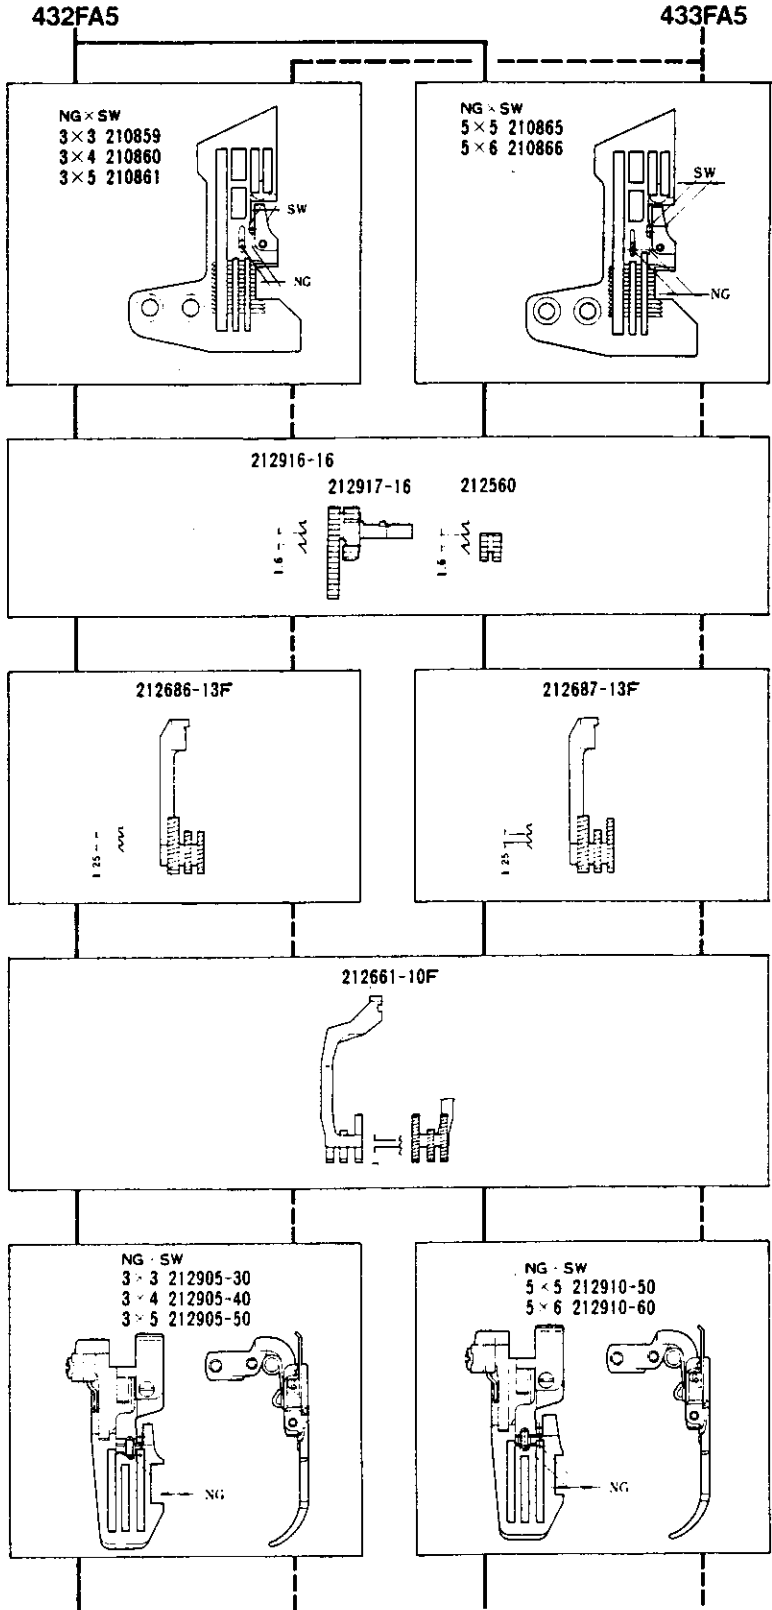 432FA5
433FA5
NG×SW
3×3 210859
3×4 210860
3×5 210861
SW
NG
NG×SW
5×5 210865
5×6 210866
SW
NG
212916-16
212917-16
212560
1.6
1.6
212686-13F
1.25
212687-13F
1.25
212661-10F
NG·SW
3×3 212905-30
3×4 212905-40
3×5 212905-50
NG
NG·SW
5×5 212910-50
5×6 212910-60
NG